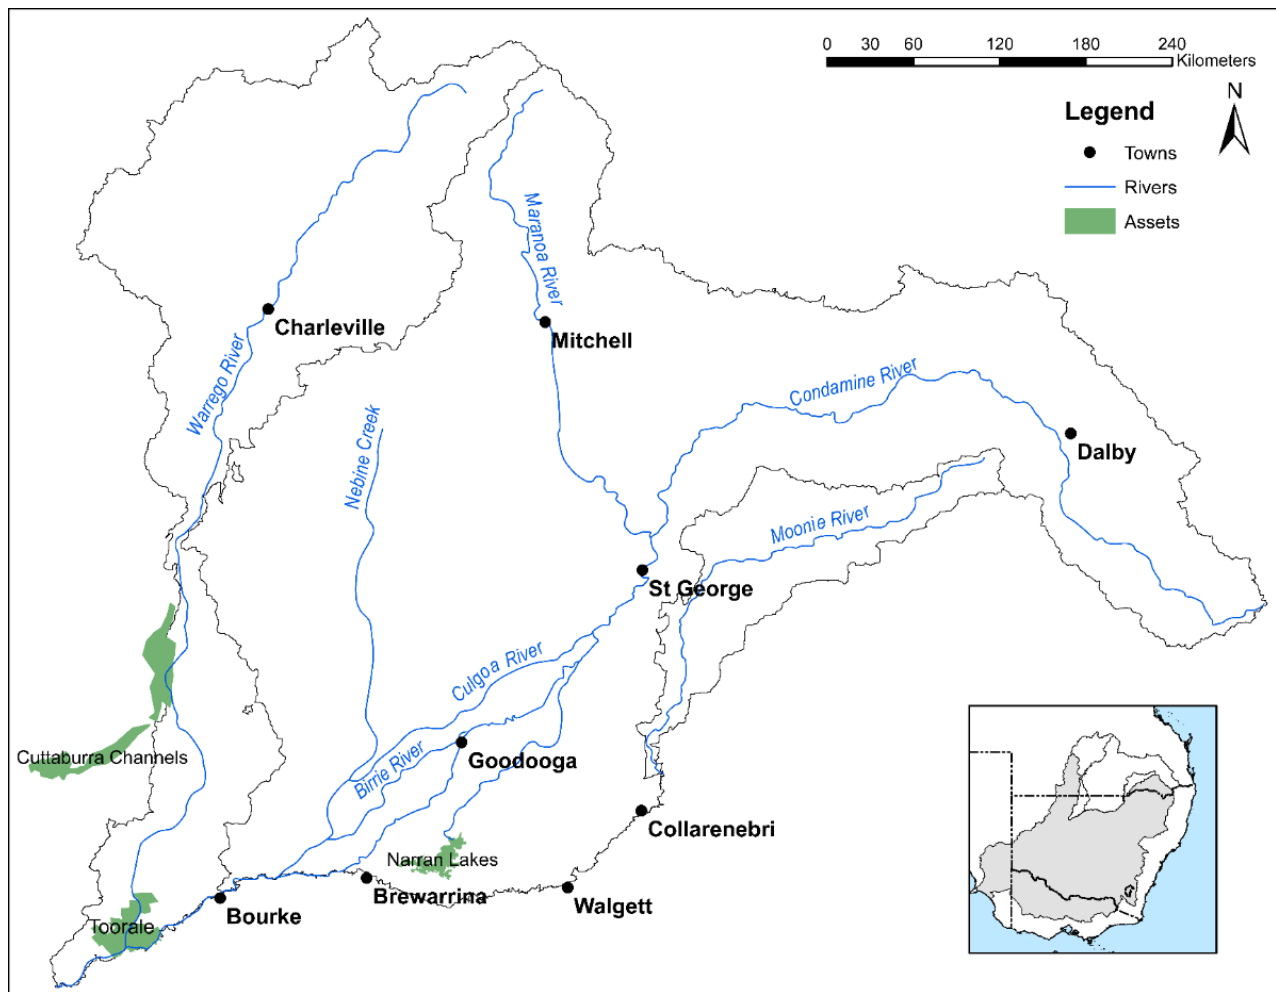 0 30 60 120 180 240
Kilometers
N
Legend
Towns
Rivers
Assets
Maranoa River
Charleville
Mitchell
Warrego River
Condamine River
Nebine Creek
Dalby
Moonie River
St George
Culgoa River
Cuttaburra Channels
Birrie River
Goodooga
Collarenebri
Narran Lakes
Brewarrina
Walgett
Bourke
Toorale